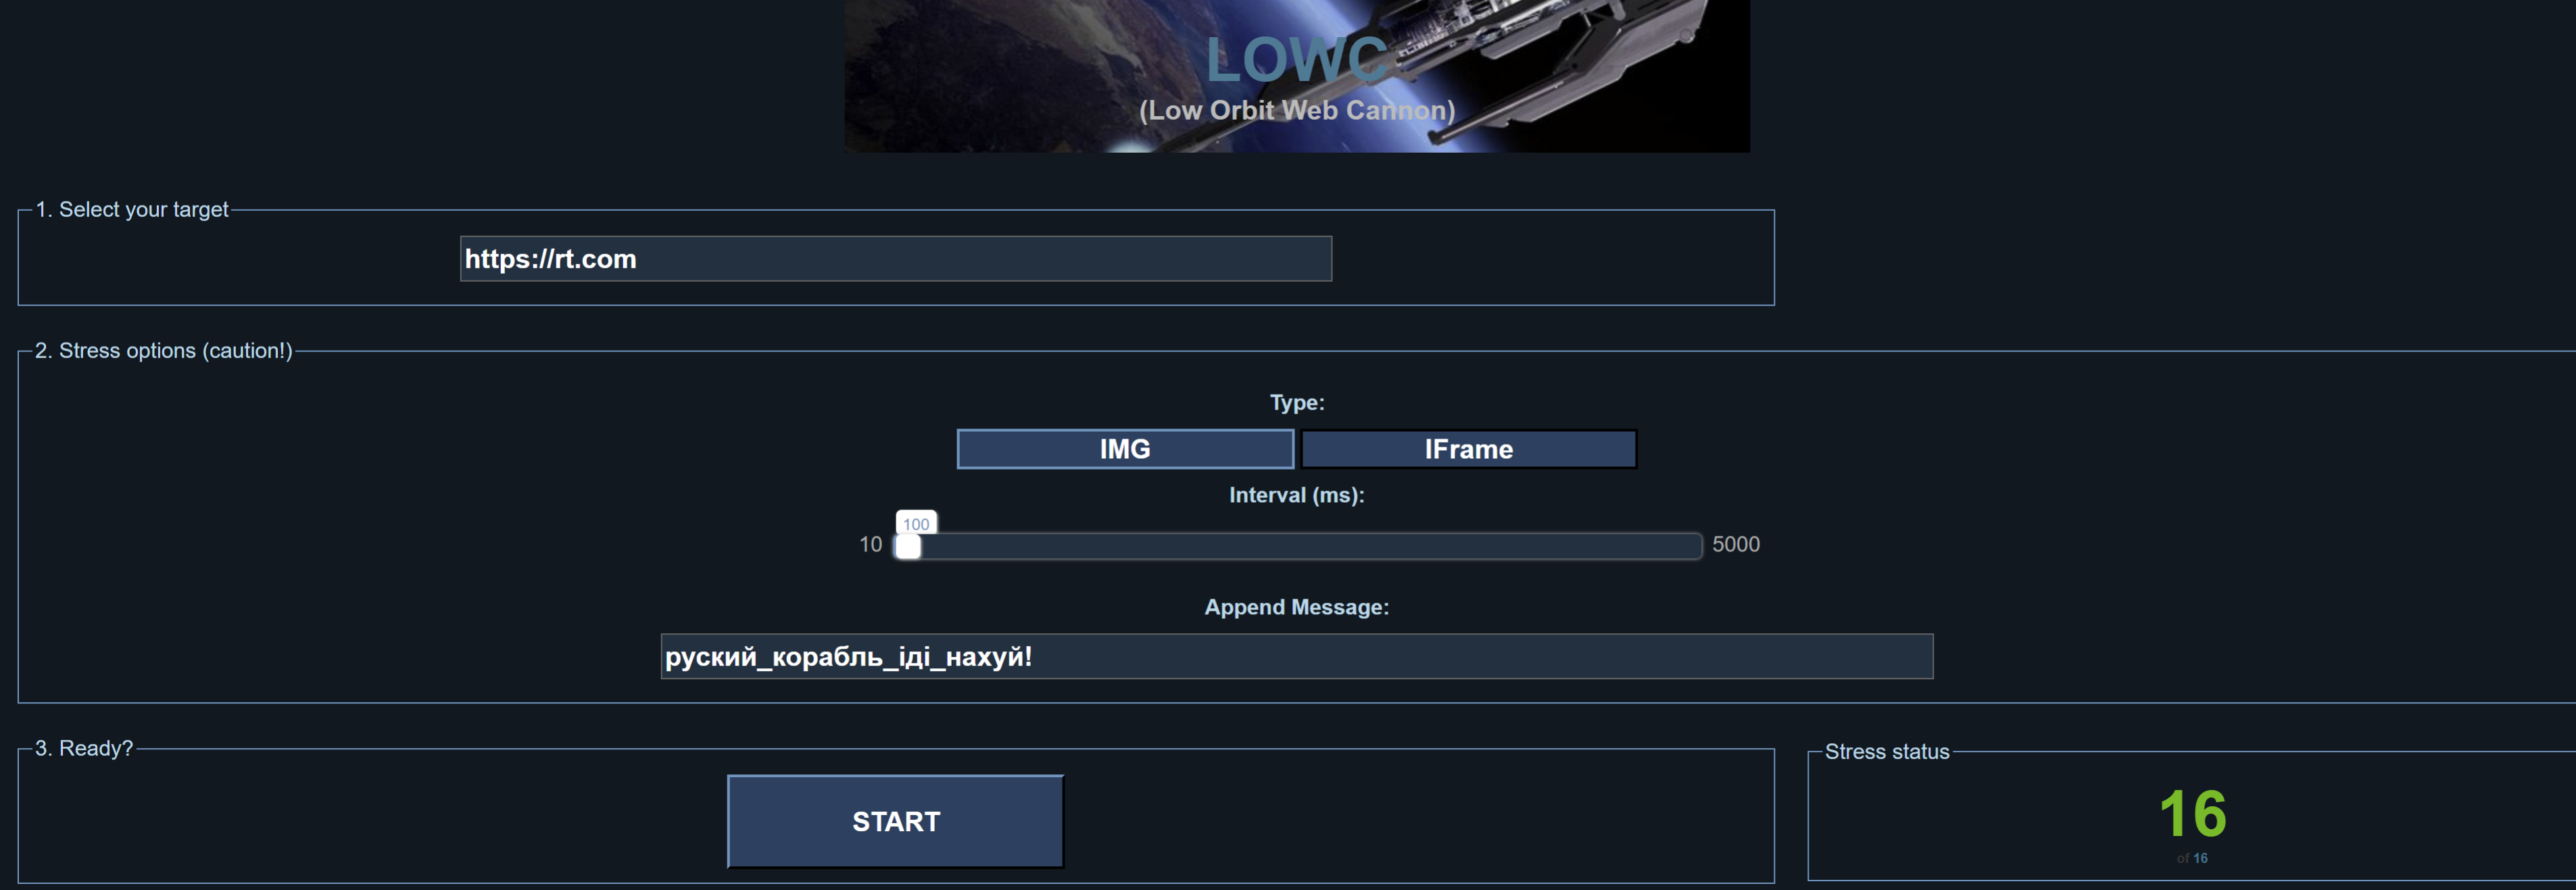 LOWC
(Low Orbit Web Cannon)
1. Select your target
https://rt.com
2. Stress options (caution!)
Type:
IMG IFrame
Interval (ms):
100
10 5000
Append Message:
руский_корабль_іді_нахуй!
3. Ready?
START
Stress status
16
of 16